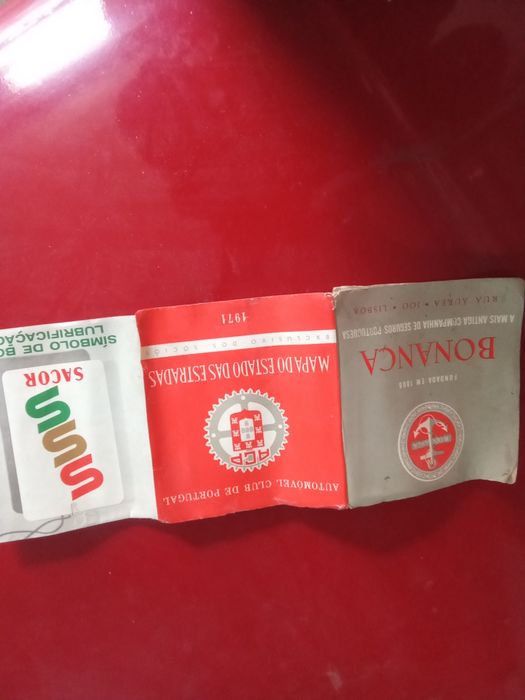 FUNDADA EM 1808
BONANÇA
A MAIS ANTIGA COMPANHIA DE SEGUROS PORTUGUESA
RUA ÁUREA • 100 • LISBOA
AUTOMÓVEL CLUB DE PORTUGAL
ACP
MAPA DO ESTADO DAS ESTRADAS
EXCLUSIVO DOS SÓCIOS
1971
SACOR
SÍMBOLO DE BO
LUBRIFICAÇÃO